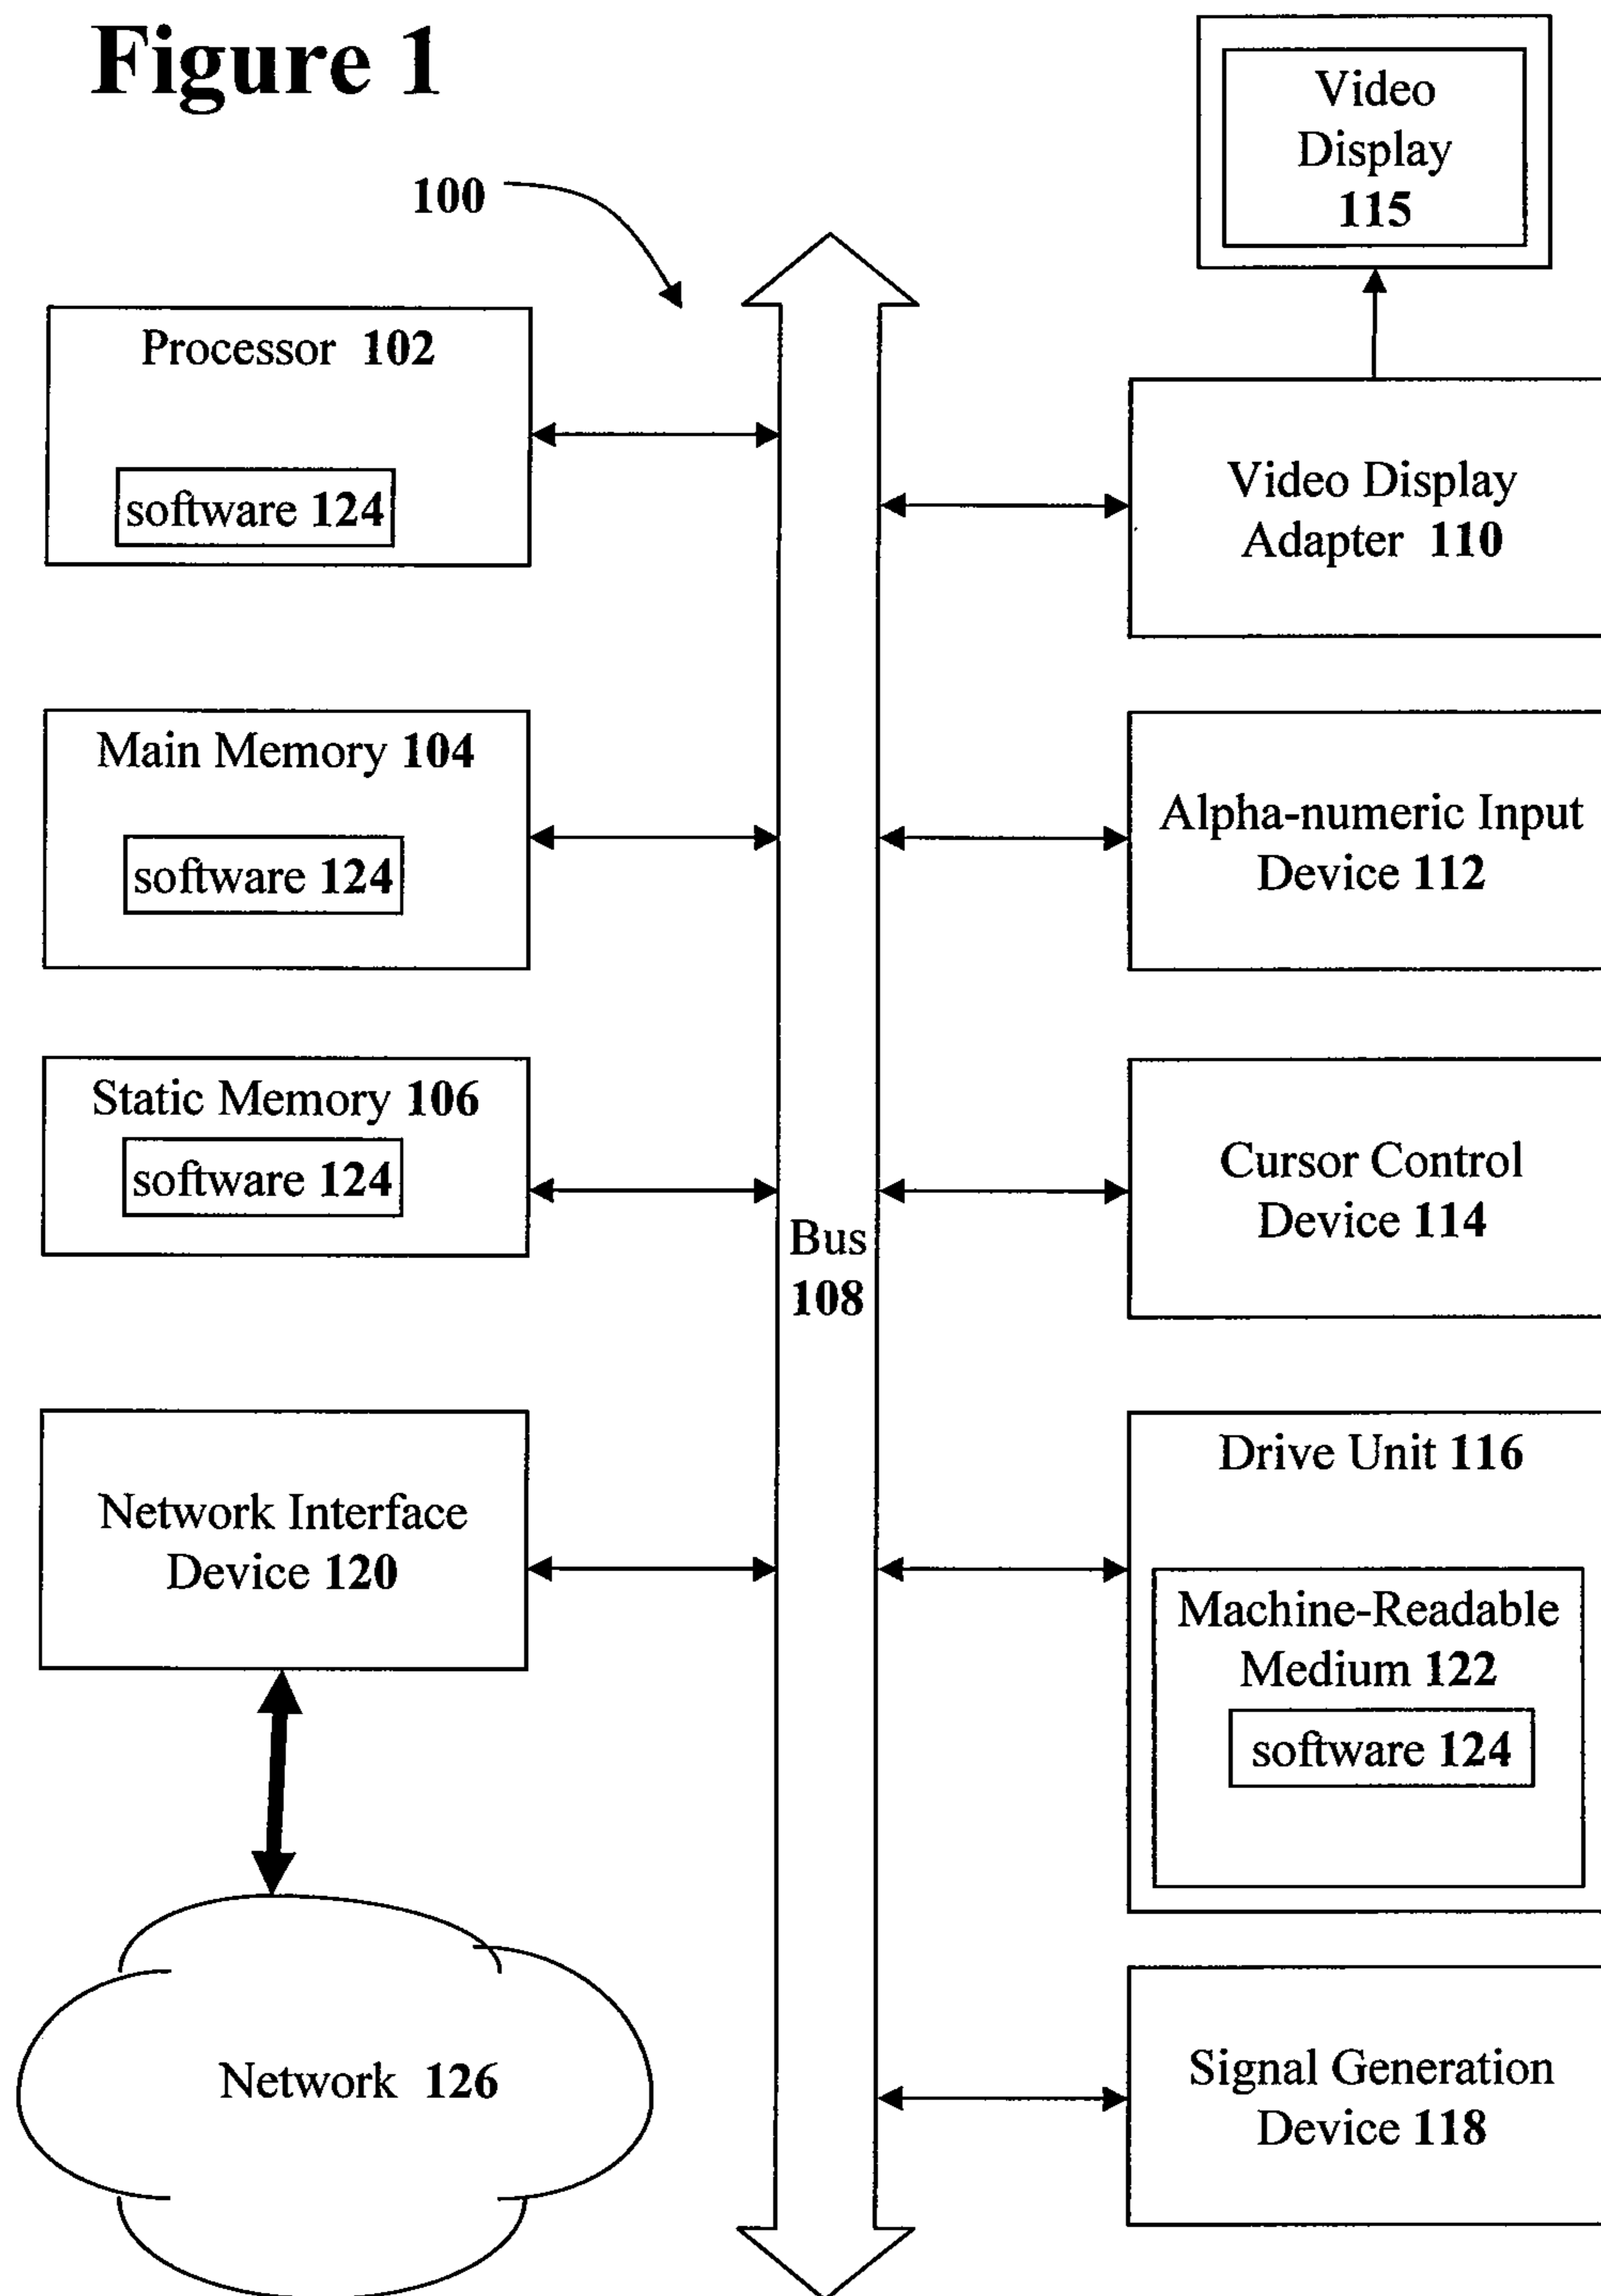 Figure 1
100
Video
Display
115
Processor 102
software 124
Video Display
Adapter 110
Main Memory 104
software 124
Alpha-numeric Input
Device 112
Static Memory 106
software 124
Cursor Control
Device 114
Bus
108
Network Interface
Device 120
Drive Unit 116
Machine-Readable
Medium 122
software 124
Network 126
Signal Generation
Device 118